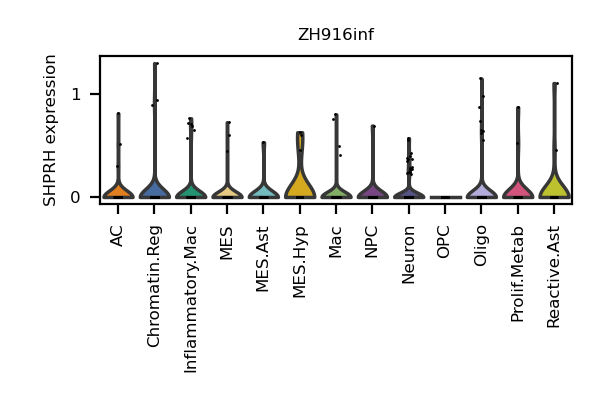 ZH916inf
SHPRH expression
1
0
AC
Chromatin.Reg
Inflammatory.Mac
MES
MES.Ast
MES.Hyp
Mac
NPC
Neuron
OPC
Oligo
Prolif.Metab
Reactive.Ast